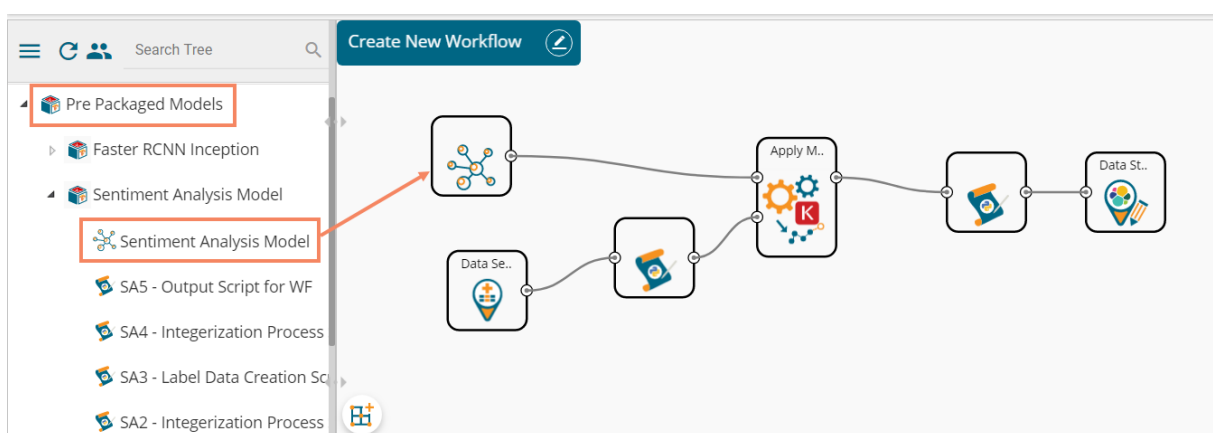 Search Tree
Create New Workflow
Pre Packaged Models
Faster RCNN Inception
Sentiment Analysis Model
Sentiment Analysis Model
SA5 - Output Script for WF
SA4 - Integerization Process
SA3 - Label Data Creation Sc
SA2 - Integerization Process
Apply M..
K
Data St..
Data Se..